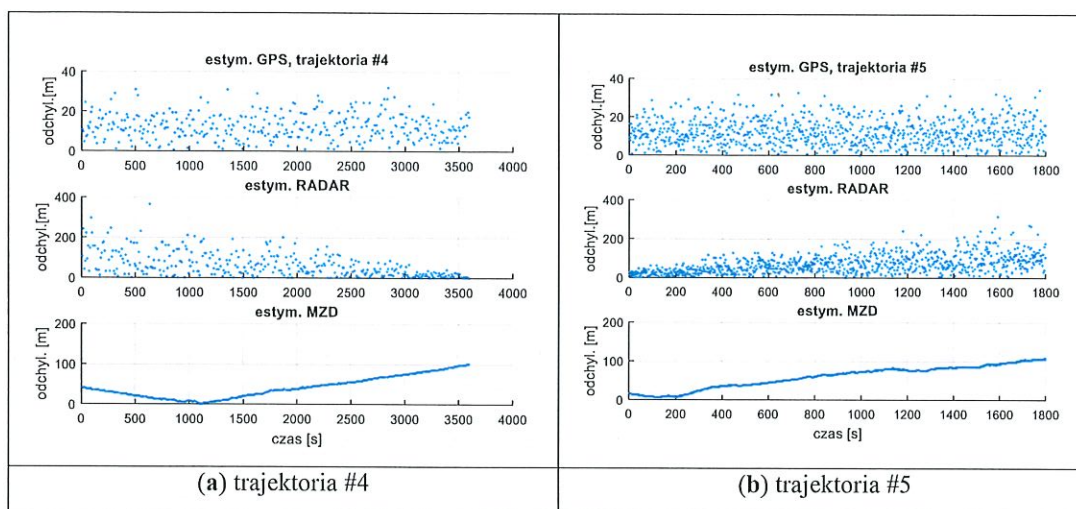 estym. GPS, trajektoria #4
odchyl.[m]
40
20
0
0 500 1000 1500 2000 2500 3000 3500 4000
estym. RADAR
odchyl.[m]
400
200
0
0 500 1000 1500 2000 2500 3000 3500 4000
estym. MZD
odchyl. [m]
200
100
0
0 500 1000 1500 2000 2500 3000 3500 4000
czas [s]
(a) trajektoria #4
estym. GPS, trajektoria #5
odchyl.[m]
40
20
0
0 200 400 600 800 1000 1200 1400 1600 1800
estym. RADAR
odchyl.[m]
400
200
0
0 200 400 600 800 1000 1200 1400 1600 1800
estym. MZD
odchyl. [m]
200
100
0
0 200 400 600 800 1000 1200 1400 1600 1800
czas [s]
(b) trajektoria #5